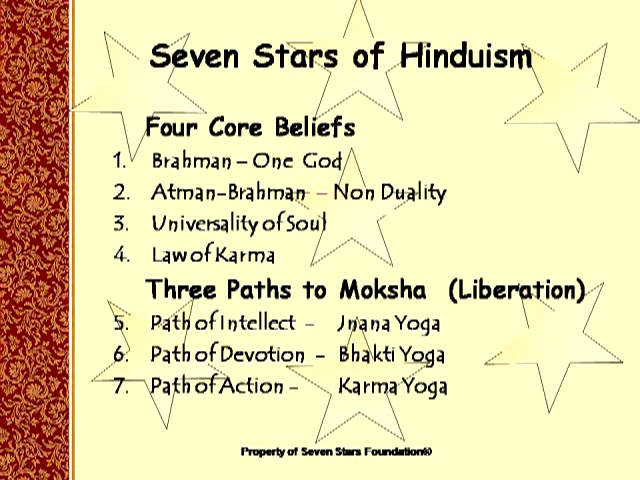 Seven Stars of Hinduism
Four Core Beliefs
1. Brahman – One God
2. Atman-Brahman – Non Duality
3. Universality of Soul
4. Law of Karma
Three Paths to Moksha (Liberation)
5. Path of Intellect - Jnana Yoga
6. Path of Devotion - Bhakti Yoga
7. Path of Action - Karma Yoga
Property of Seven Stars Foundation©